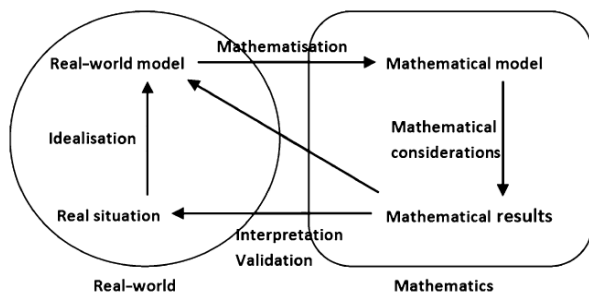 Mathematisation
Real-world model
Mathematical model
Idealisation
Mathematical
considerations
Real situation
Mathematical results
Interpretation
Validation
Real-world
Mathematics